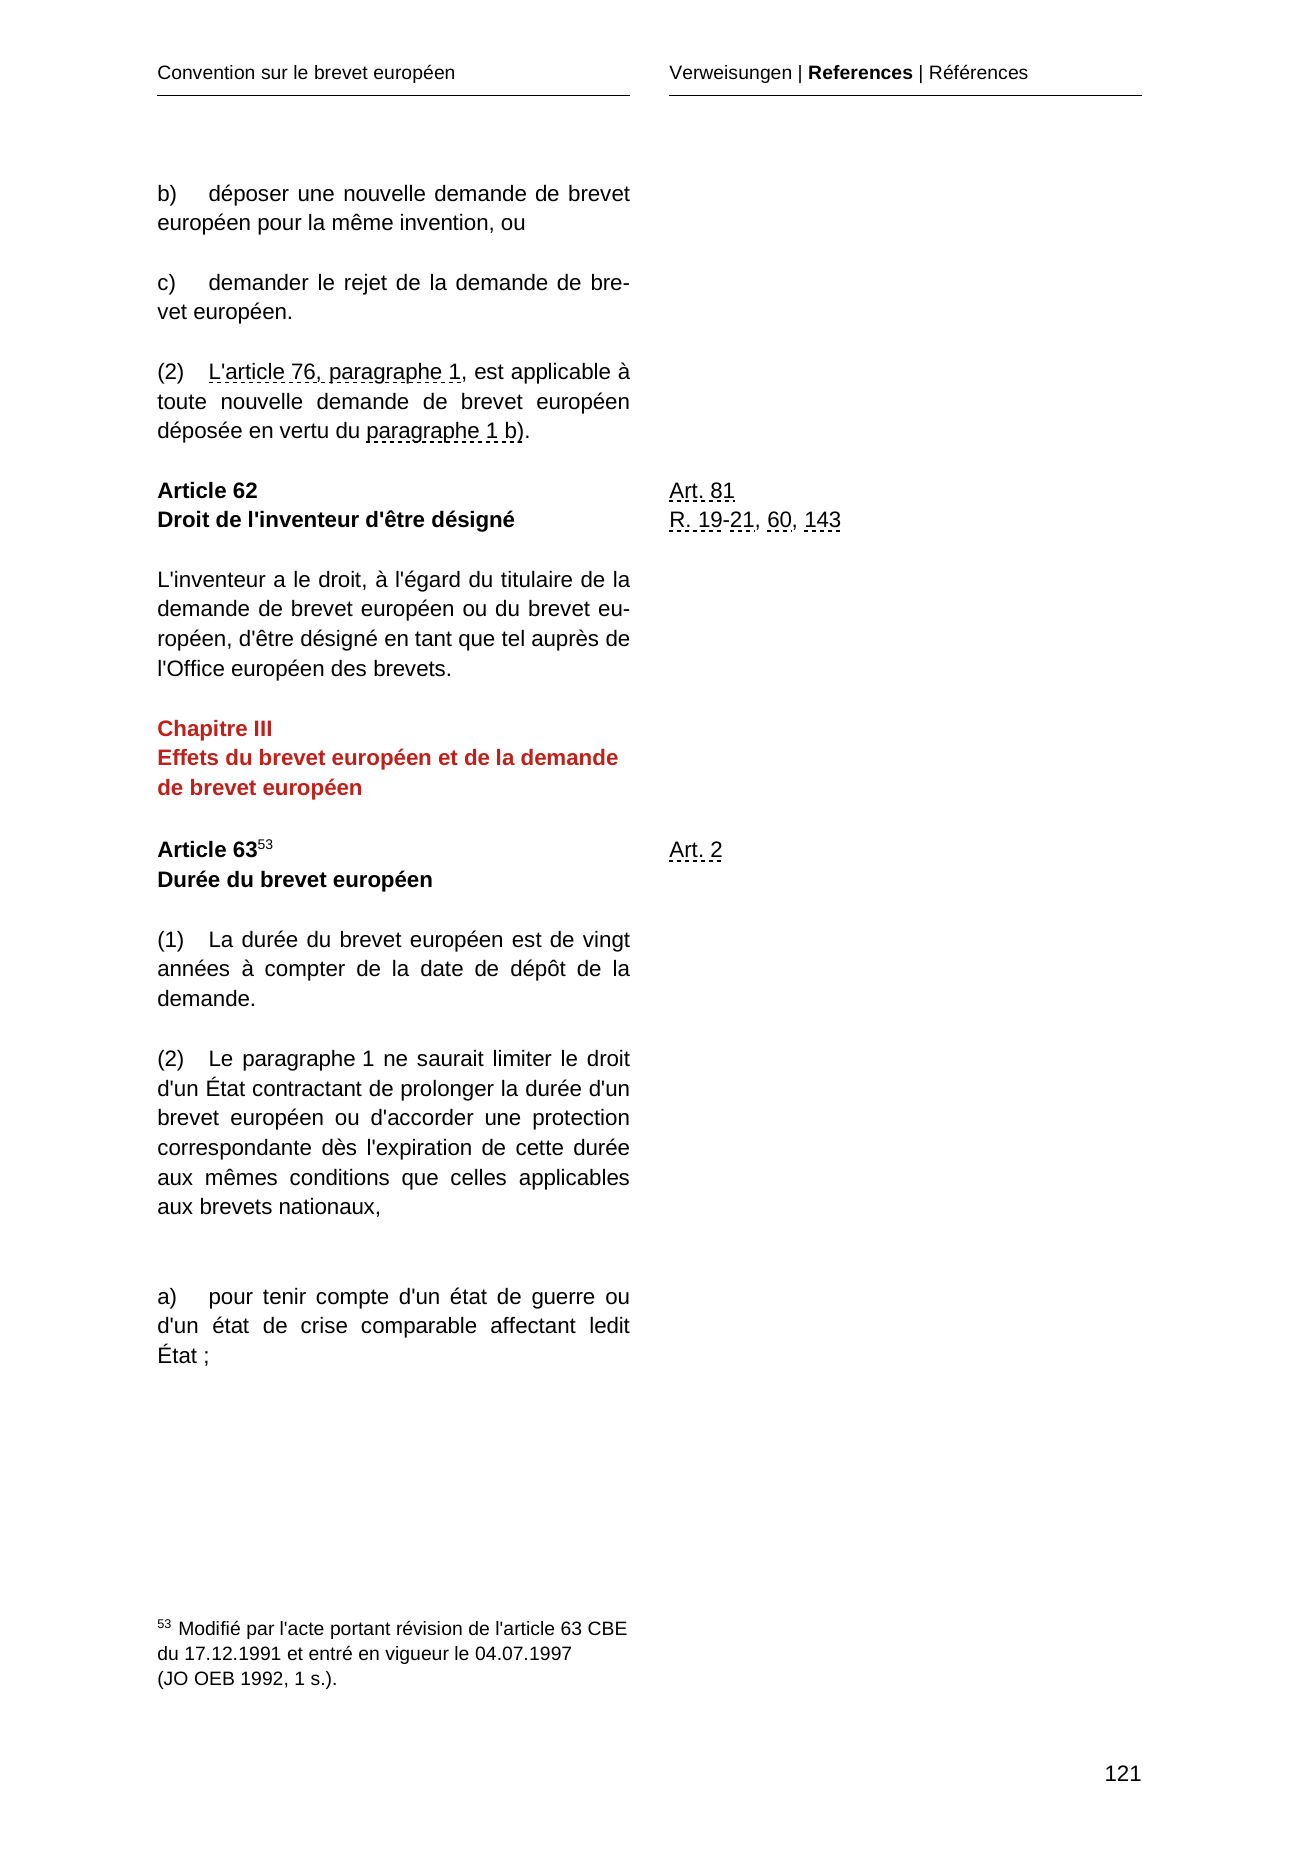 Convention sur le brevet européen
Verweisungen | References | Références
b) déposer une nouvelle demande de brevet
européen pour la même invention, ou
c) demander le rejet de la demande de bre-
vet européen.
(2) L'article 76, paragraphe 1, est applicable à
toute nouvelle demande de brevet européen
déposée en vertu du paragraphe 1 b).
Article 62
Droit de l'inventeur d'être désigné
Art. 81
R. 19-21, 60, 143
L'inventeur a le droit, à l'égard du titulaire de la
demande de brevet européen ou du brevet eu-
ropéen, d'être désigné en tant que tel auprès de
l'Office européen des brevets.
Chapitre III
Effets du brevet européen et de la demande
de brevet européen
Article 63⁵³
Durée du brevet européen
Art. 2
(1) La durée du brevet européen est de vingt
années à compter de la date de dépôt de la
demande.
(2) Le paragraphe 1 ne saurait limiter le droit
d'un État contractant de prolonger la durée d'un
brevet européen ou d'accorder une protection
correspondante dès l'expiration de cette durée
aux mêmes conditions que celles applicables
aux brevets nationaux,
a) pour tenir compte d'un état de guerre ou
d'un état de crise comparable affectant ledit
État ;
⁵³ Modifié par l'acte portant révision de l'article 63 CBE
du 17.12.1991 et entré en vigueur le 04.07.1997
(JO OEB 1992, 1 s.).
121